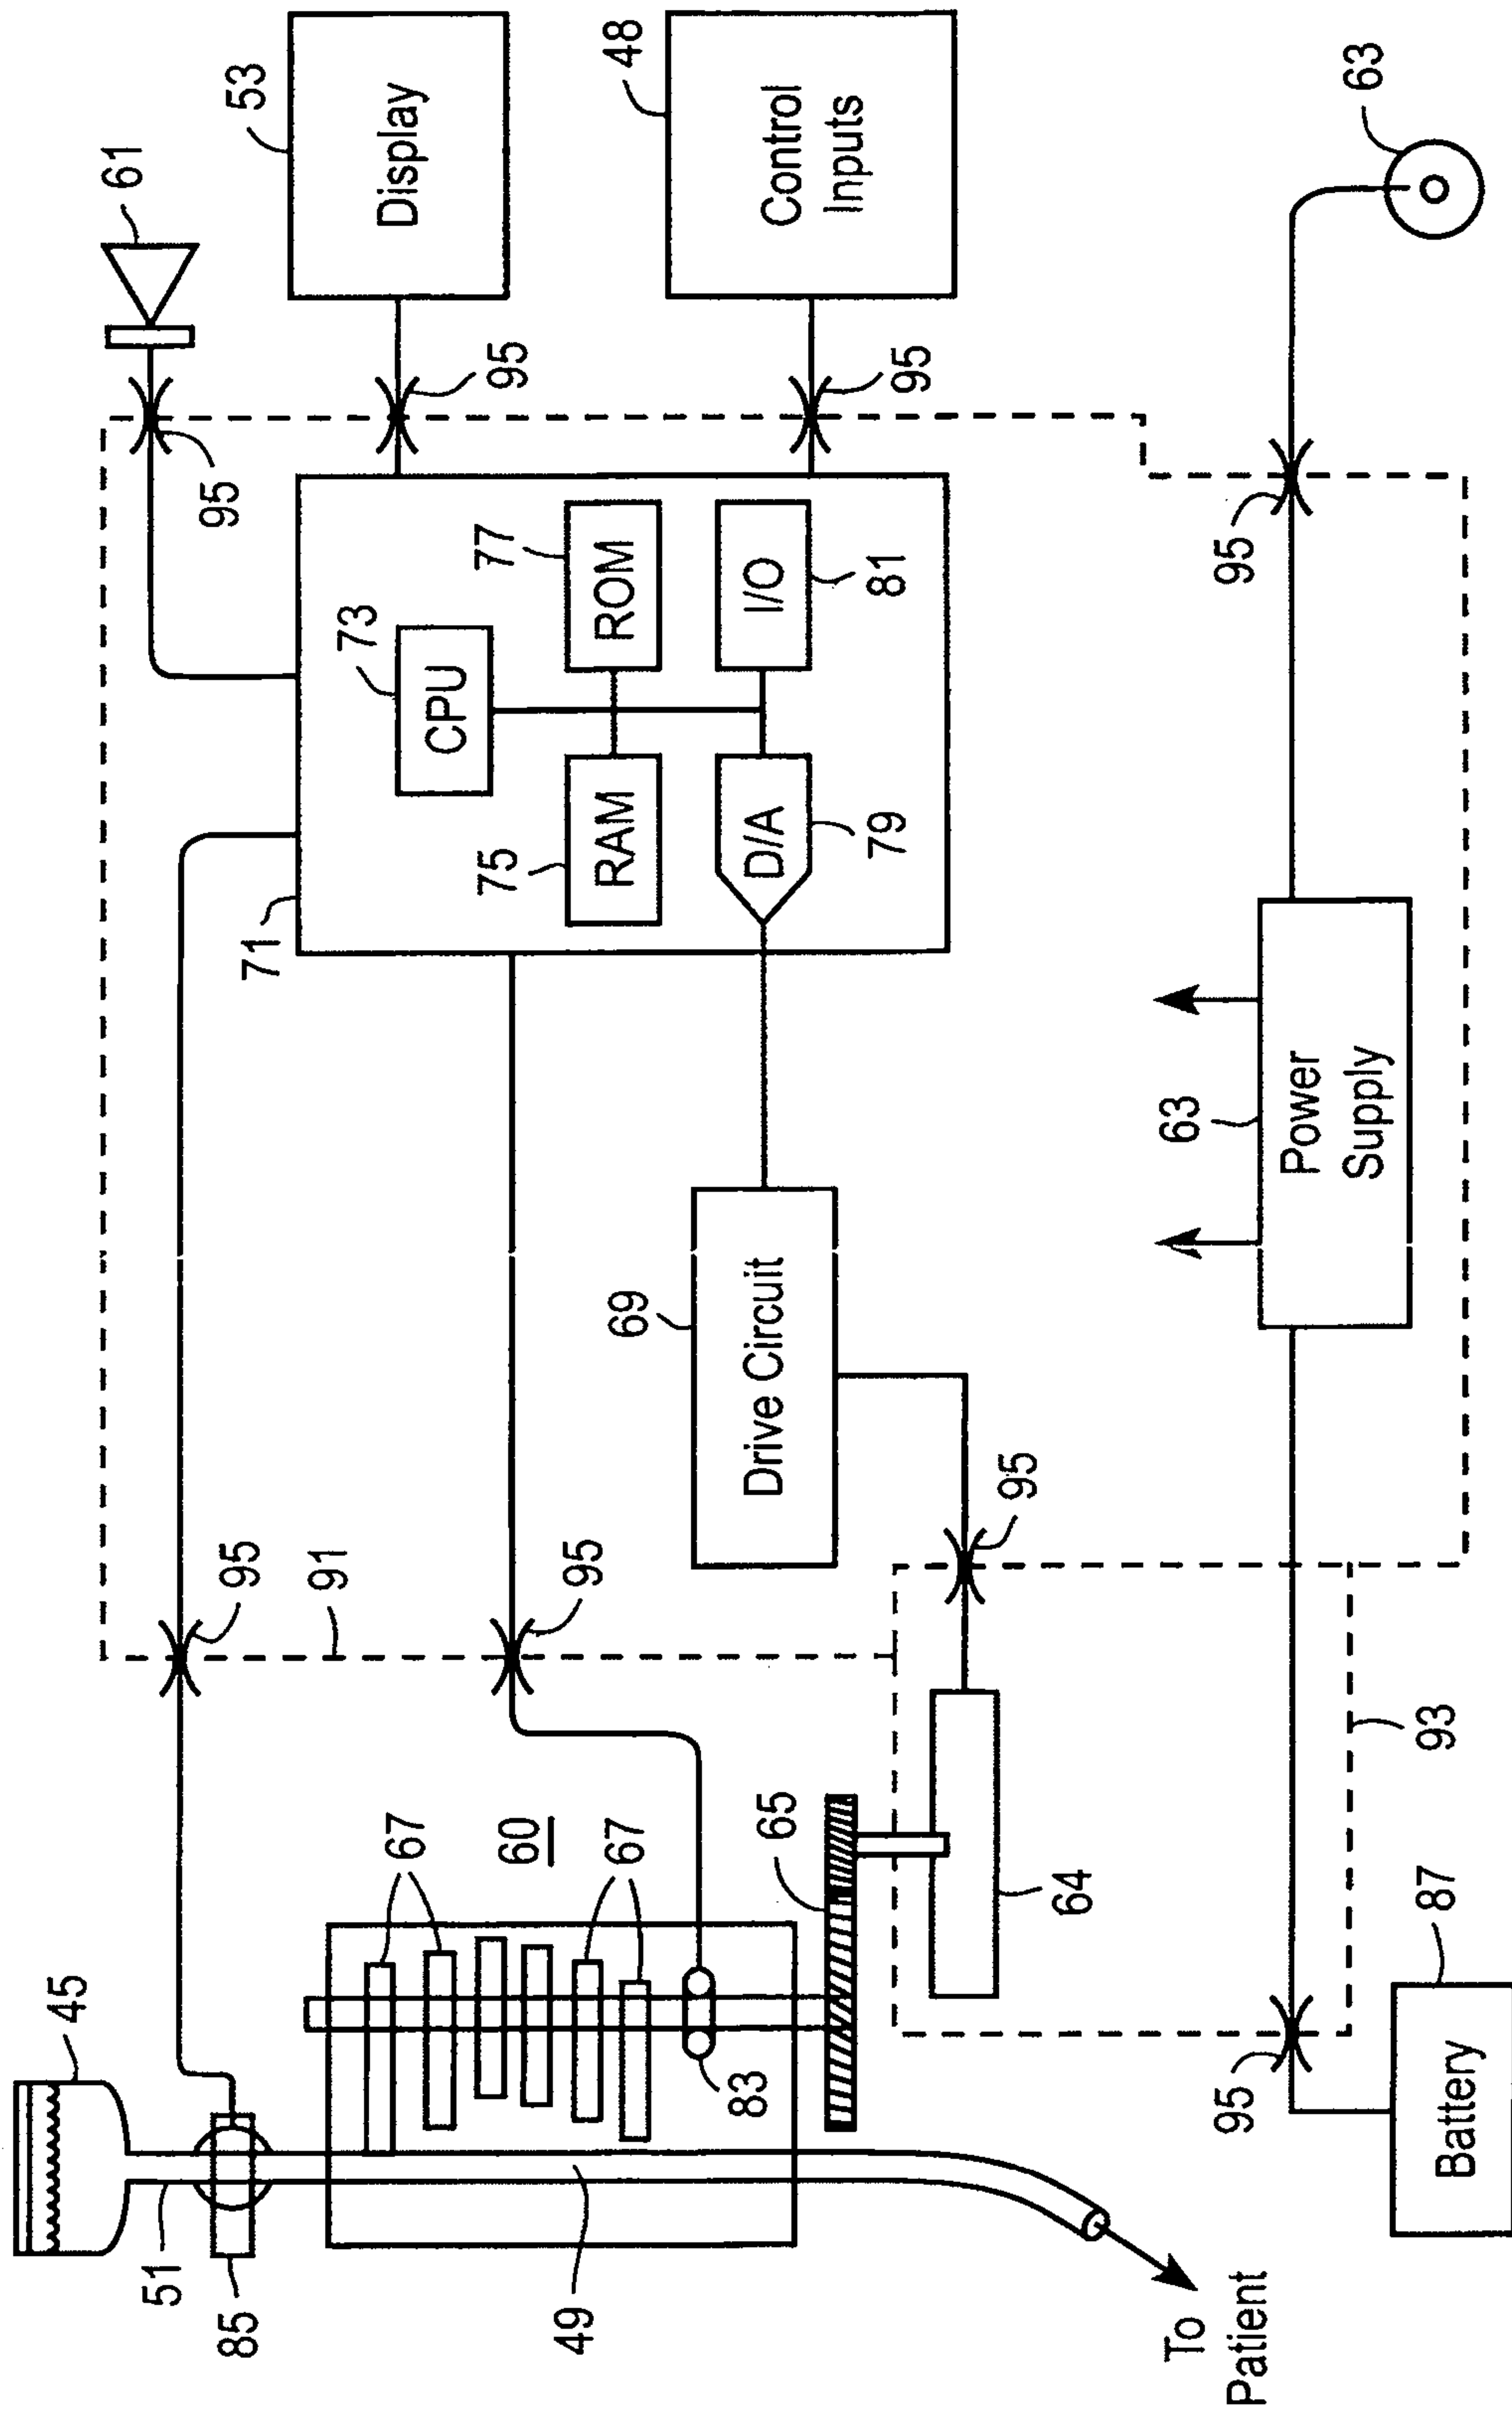 45
61
51
95
85
95
53
71
91
73
67
Display
CPU
75
77
95
60
49
95
RAM
ROM
67
69
48
83
65
Drive Circuit
D/A
I/O
Control
Inputs
79
81
95
95
64
To
Patient
63
95
95
Power
Supply
63
87
93
Battery